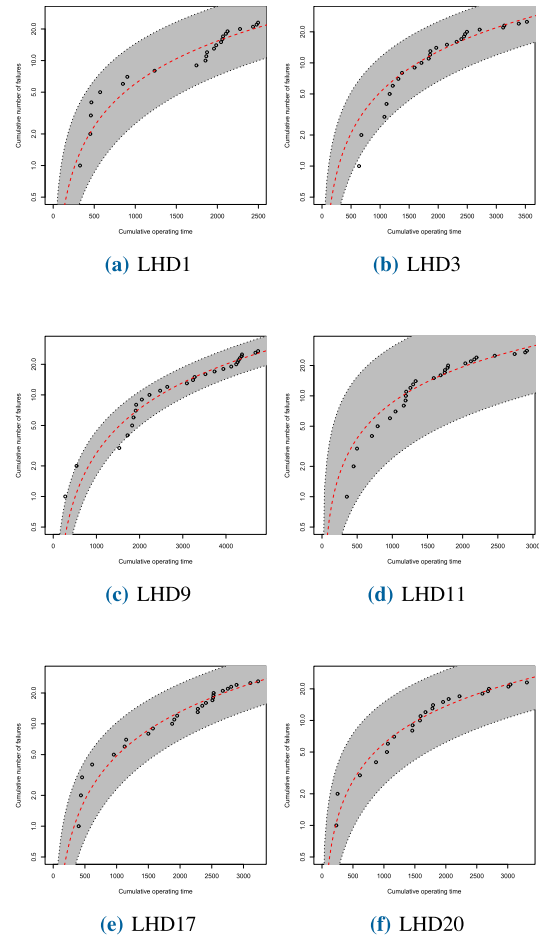 20.0
10.0
5.0
2.0
1.0
0.5
Cumulative number of failures
0 500 1000 1500 2000 2500
Cumulative operating time
(a) LHD1
20.0
10.0
5.0
2.0
1.0
0.5
Cumulative number of failures
0 500 1000 1500 2000 2500 3000 3500
Cumulative operating time
(b) LHD3
20.0
10.0
5.0
2.0
1.0
0.5
Cumulative number of failures
0 1000 2000 3000 4000
Cumulative operating time
(c) LHD9
20.0
10.0
5.0
2.0
1.0
0.5
Cumulative number of failures
0 500 1000 1500 2000 2500 3000
Cumulative operating time
(d) LHD11
20.0
10.0
5.0
2.0
1.0
0.5
Cumulative number of failures
0 500 1000 1500 2000 2500 3000
Cumulative operating time
(e) LHD17
20.0
10.0
5.0
2.0
1.0
0.5
Cumulative number of failures
0 500 1000 1500 2000 2500 3000
Cumulative operating time
(f) LHD20